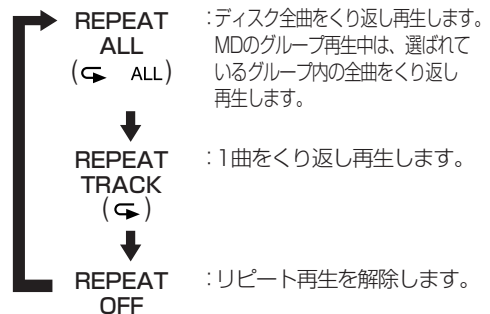 REPEAT ALL (ALL)
:ディスク全曲をくり返し再生します。
MDのグループ再生中は、選ばれて
いるグループ内の全曲をくり返し
再生します。
REPEAT TRACK
:1曲をくり返し再生します。
REPEAT OFF
:リピート再生を解除します。